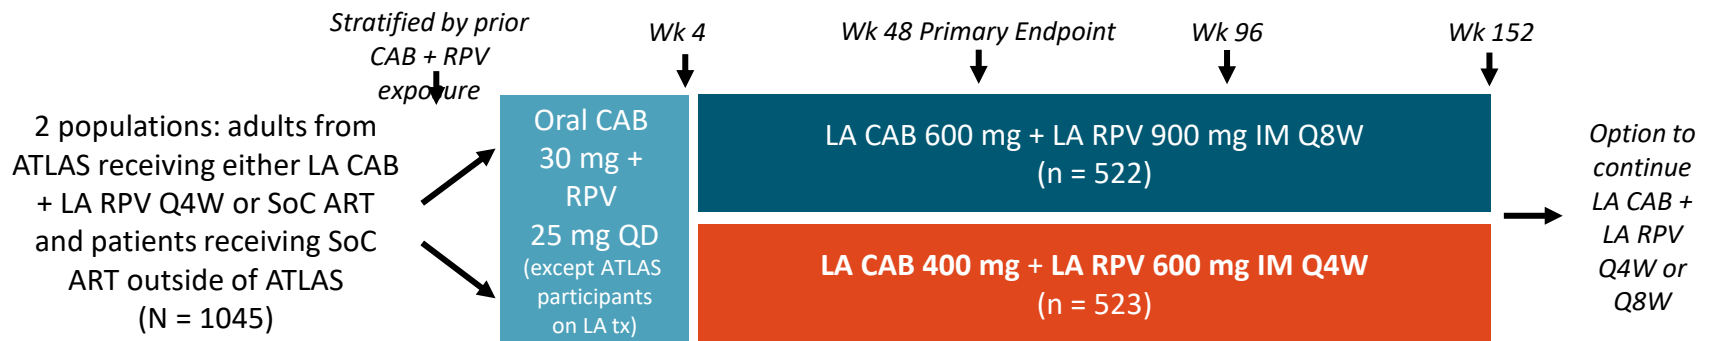 Stratified by prior
CAB + RPV
exposure
Wk 4
Wk 48 Primary Endpoint
Wk 96
Wk 152
2 populations: adults from
ATLAS receiving either LA CAB
+ LA RPV Q4W or SoC ART
and patients receiving SoC
ART outside of ATLAS
(N = 1045)
Oral CAB
30 mg +
RPV
25 mg QD
(except ATLAS
participants
on LA tx)
LA CAB 600 mg + LA RPV 900 mg IM Q8W
(n = 522)
LA CAB 400 mg + LA RPV 600 mg IM Q4W
(n = 523)
Option to
continue
LA CAB +
LA RPV
Q4W or
Q8W